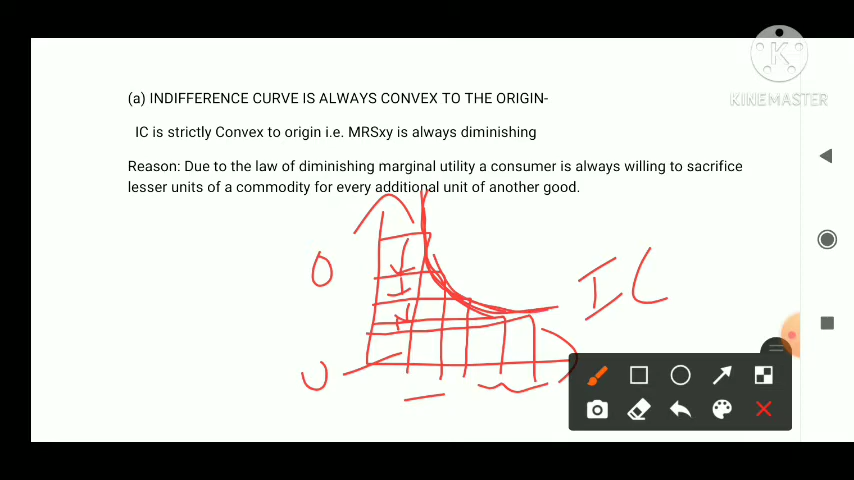 K
KINEMASTER
(a) INDIFFERENCE CURVE IS ALWAYS CONVEX TO THE ORIGIN-
IC is strictly Convex to origin i.e. MRSxy is always diminishing
Reason: Due to the law of diminishing marginal utility a consumer is always willing to sacrifice
lesser units of a commodity for every additional unit of another good.
IC